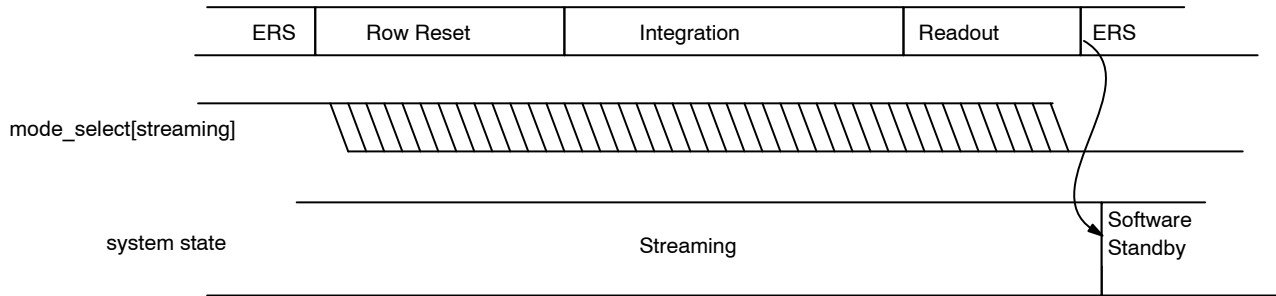 ERS Row Reset Integration Readout ERS
mode_select[streaming]
system state Streaming Software
Standby